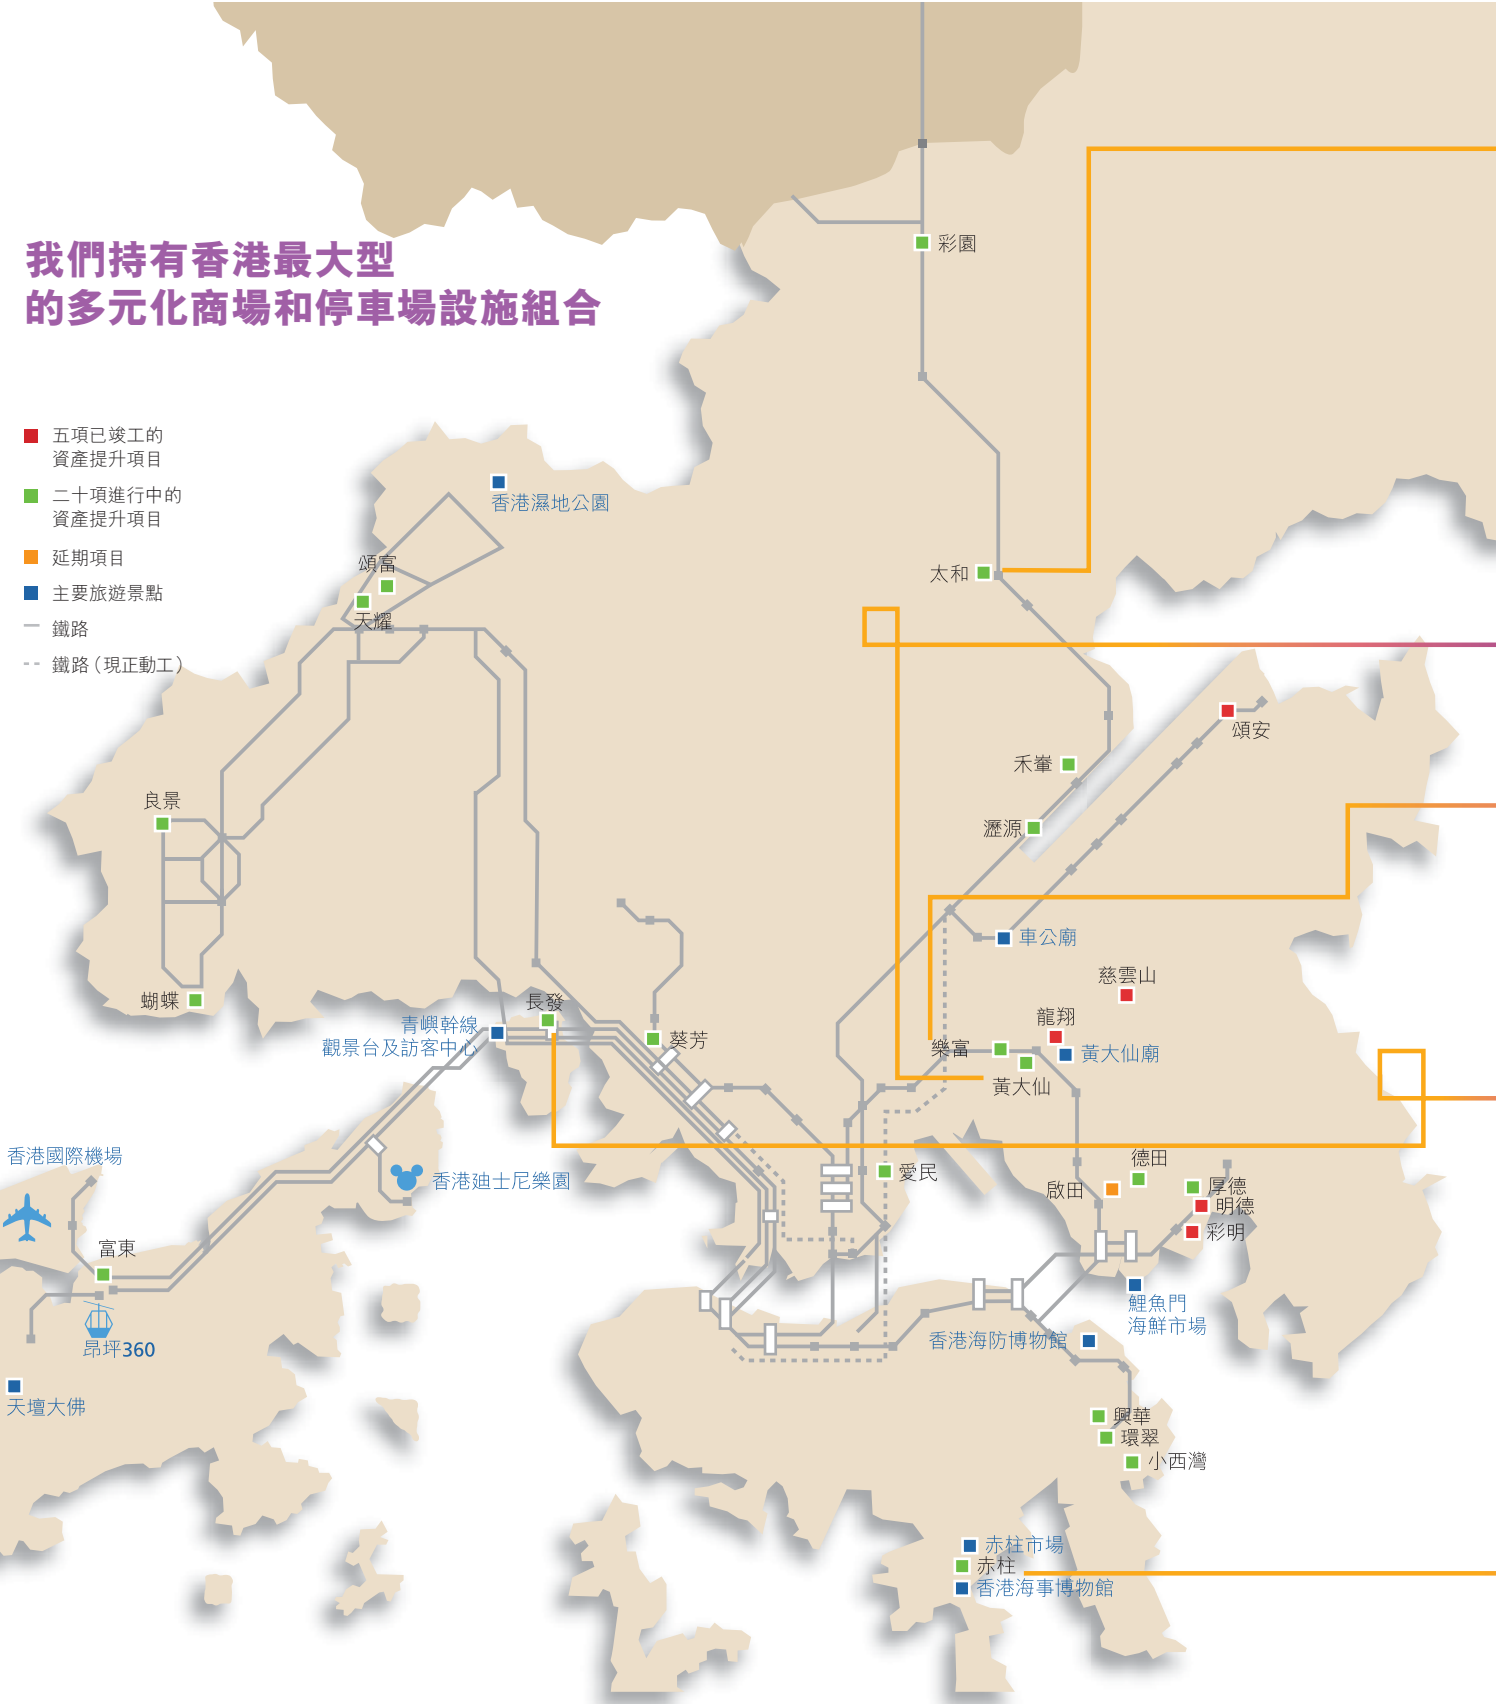 我們持有香港最大型
的多元化商場和停車場設施組合
五項已竣工的
資產提升項目
二十項進行中的
資產提升項目
延期項目
主要旅遊景點
鐵路
鐵路（現正動工）
彩園
香港濕地公園
頌富
天耀
太和
頌安
禾輋
瀝源
良景
車公廟
慈雲山
蝴蝶
長發
龍翔
青嶼幹線
觀景台及訪客中心
葵芳
樂富
黃大仙廟
黃大仙
香港國際機場
香港迪士尼樂園
愛民
德田
啟田
厚德
明德
彩明
富東
鯉魚門
海鮮市場
昂坪360
香港海防博物館
天壇大佛
興華
環翠
小西灣
赤柱市場
赤柱
香港海事博物館